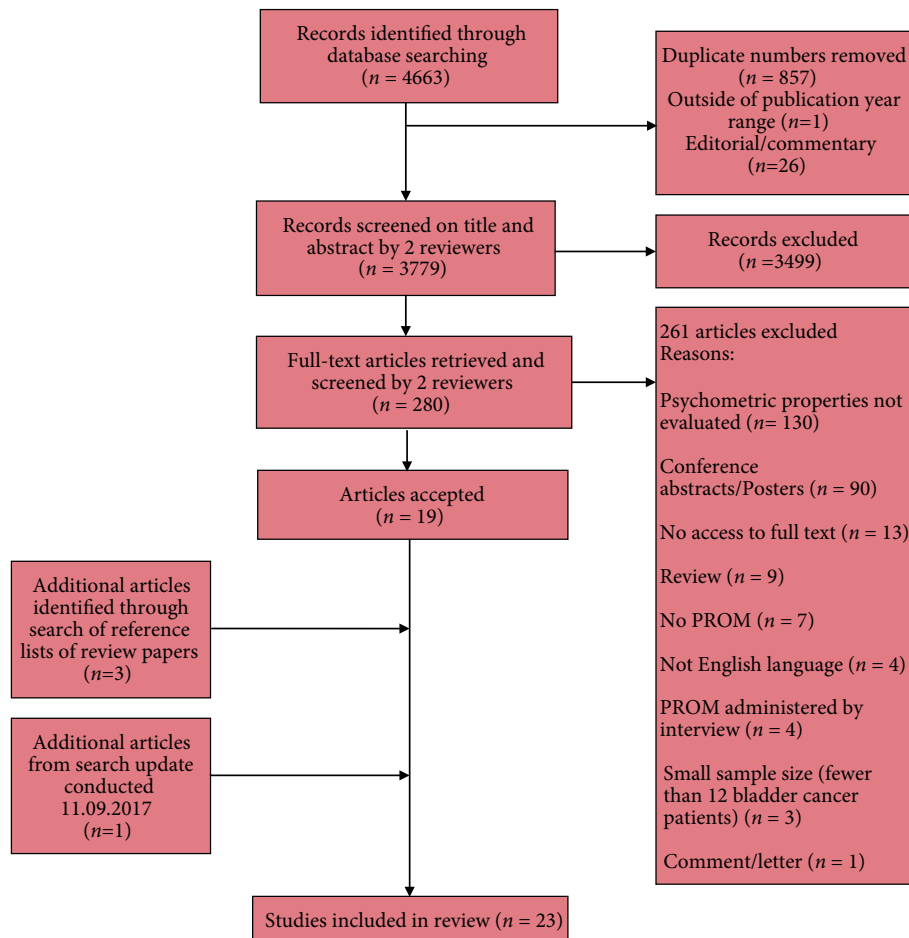 Records identified through
database searching
(n = 4663)
Duplicate numbers removed
(n = 857)
Outside of publication year
range (n=1)
Editorial/commentary
(n=26)
Records screened on title and
abstract by 2 reviewers
(n = 3779)
Records excluded
(n =3499)
Full-text articles retrieved and
screened by 2 reviewers
(n = 280)
261 articles excluded
Reasons:
Psychometric properties not
evaluated (n= 130)
Conference
abstracts/Posters (n = 90)
No access to full text (n = 13)
Review (n = 9)
No PROM (n = 7)
Not English language (n = 4)
PROM administered by
interview (n = 4)
Small sample size (fewer
than 12 bladder cancer
patients) (n = 3)
Comment/letter (n = 1)
Articles accepted
(n = 19)
Additional articles
identified through
search of reference
lists of review papers
(n=3)
Additional articles
from search update
conducted
11.09.2017
(n=1)
Studies included in review (n = 23)